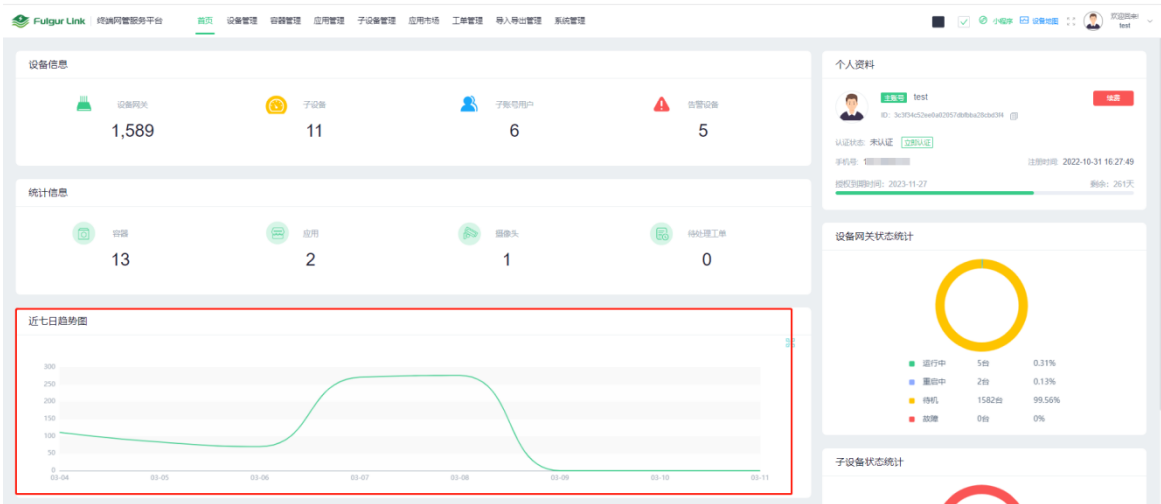 Fulgur Link 终端网管服务平台 首页 设备管理 容器管理 应用管理 子设备管理 应用市场 工单管理 导入导出管理 系统管理 小程序 设备地图 欢迎回来!
test
设备信息
设备网关 子设备 子账号用户 告警设备
1,589 11 6 5
统计信息
容器 应用 摄像头 待处理工单
13 2 1 0
近七日趋势图
300
250
200
150
100
50
0
03-04 03-05 03-06 03-07 03-08 03-09 03-10 03-11
个人资料
主账号 test 续费
ID:
认证状态: 未认证 立即认证
手机号: 1 注册时间: 2022-10-31 16:27:49
授权到期时间: 2023-11-27 剩余: 261天
设备网关状态统计
运行中 5台 0.31%
重启中 2台 0.13%
待机 1582台 99.56%
故障 0台 0%
子设备状态统计